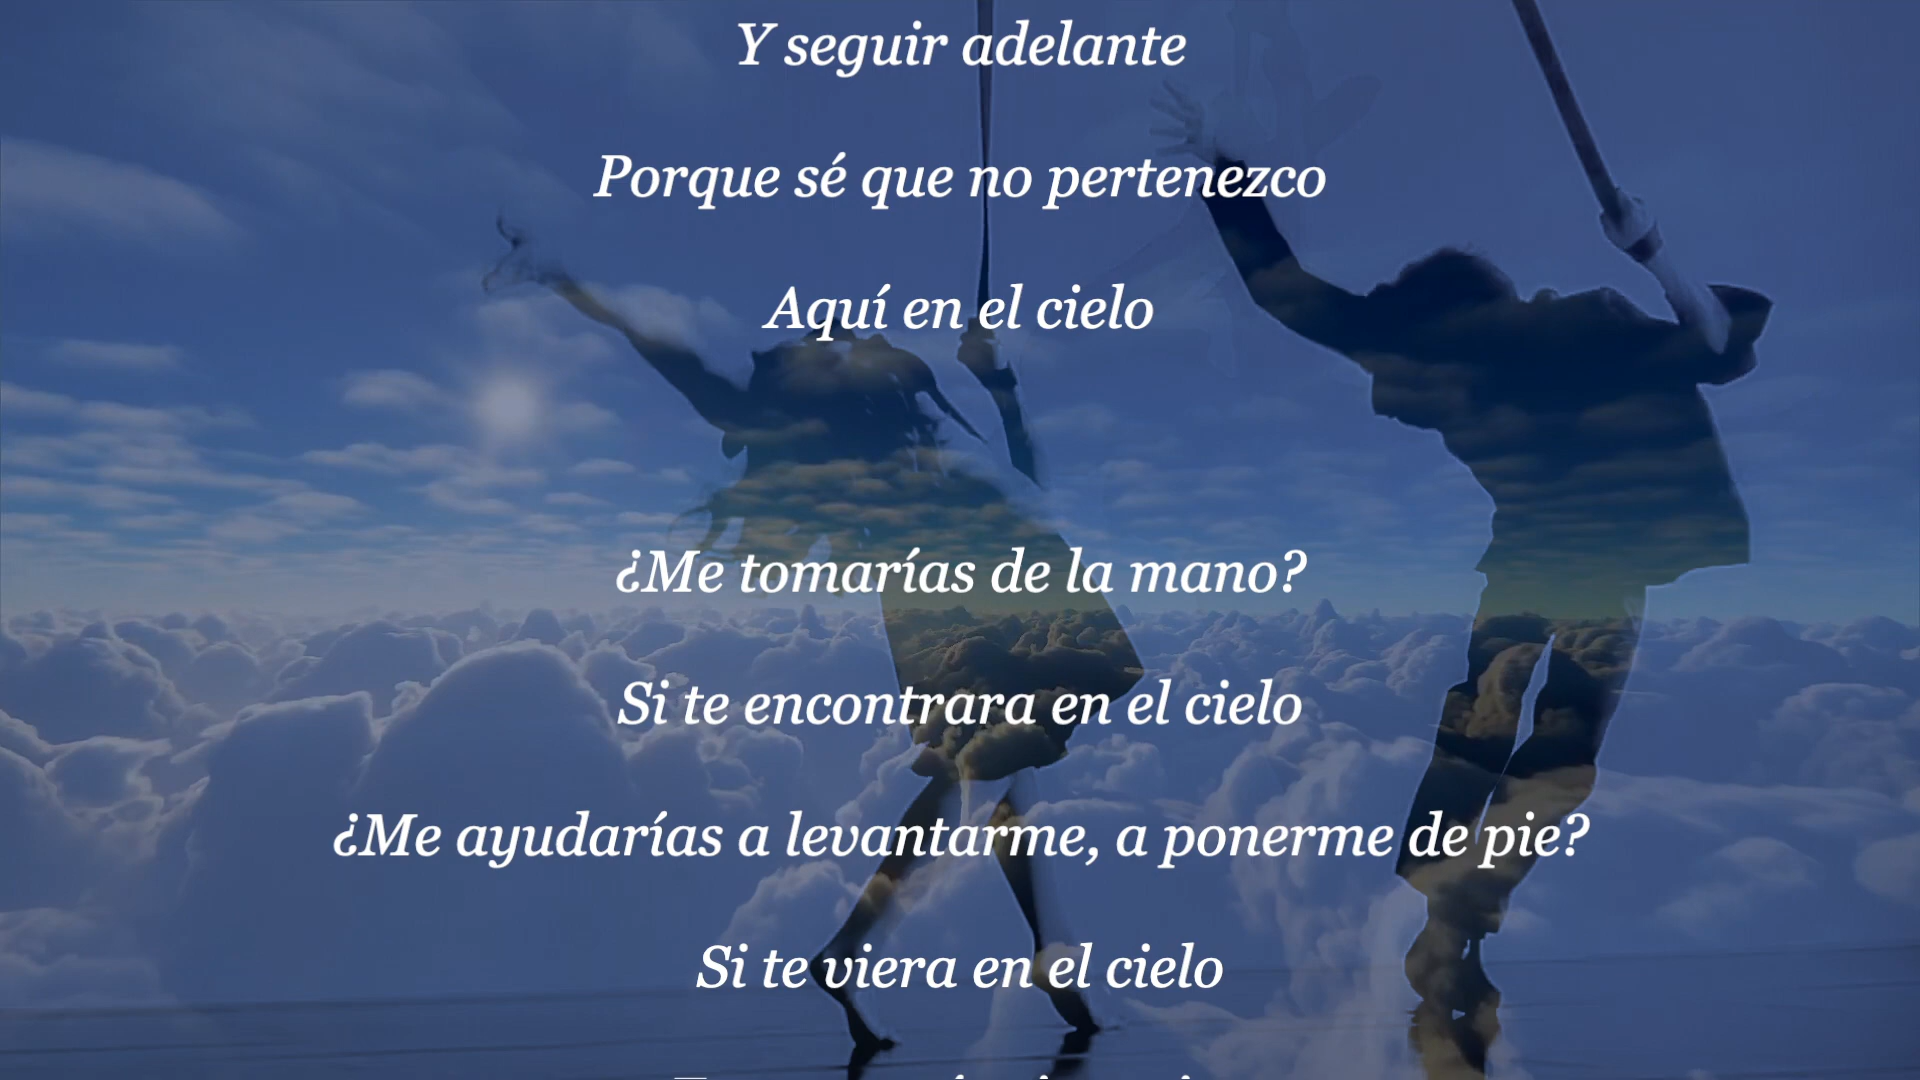 Y seguir adelante
Porque sé que no pertenezco
Aquí en el cielo
¿Me tomarías de la mano?
Si te encontrara en el cielo
¿Me ayudarías a levantarme, a ponerme de pie?
Si te viera en el cielo